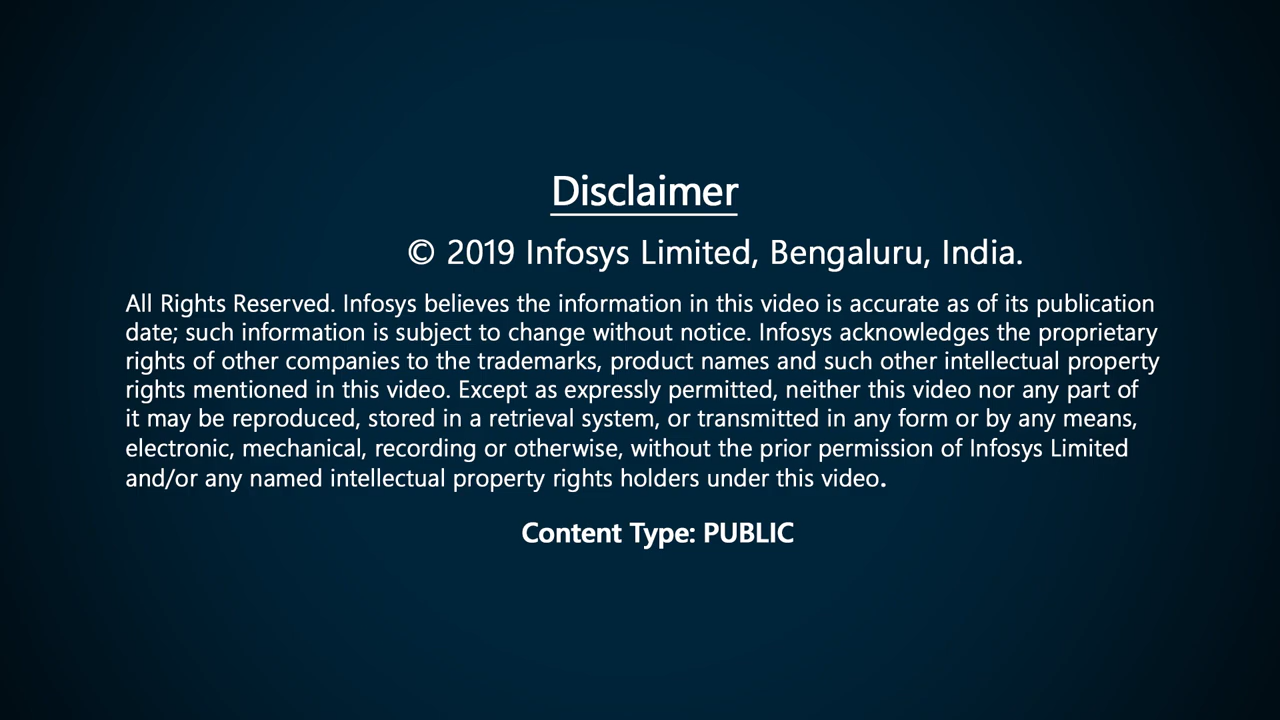 Disclaimer
© 2019 Infosys Limited, Bengaluru, India.
All Rights Reserved. Infosys believes the information in this video is accurate as of its publication
date; such information is subject to change without notice. Infosys acknowledges the proprietary
rights of other companies to the trademarks, product names and such other intellectual property
rights mentioned in this video. Except as expressly permitted, neither this video nor any part of
it may be reproduced, stored in a retrieval system, or transmitted in any form or by any means,
electronic, mechanical, recording or otherwise, without the prior permission of Infosys Limited
and/or any named intellectual property rights holders under this video.
Content Type: PUBLIC